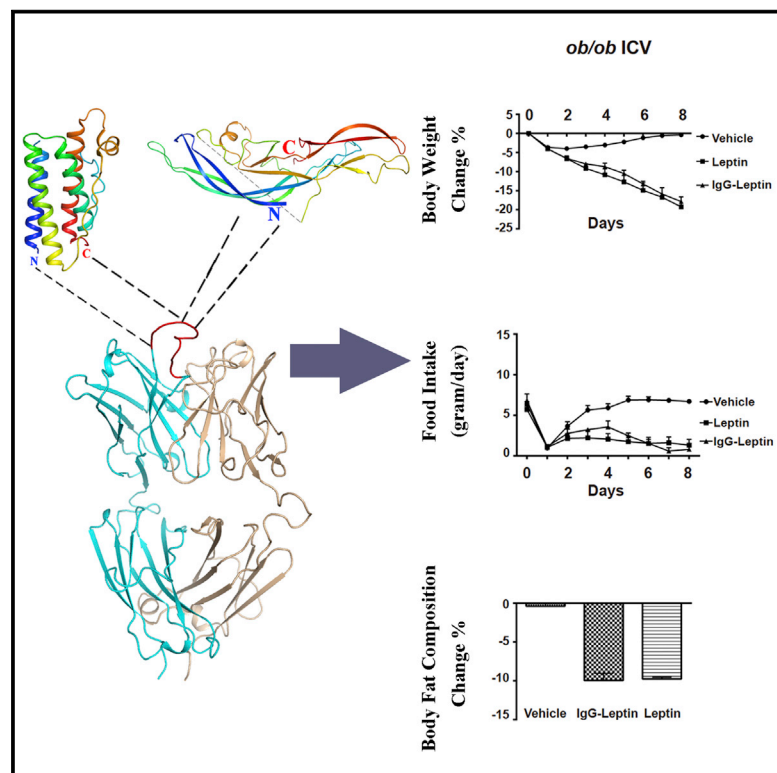 ob/ob ICV
Body Weight
Change %
5
0
-5
-10
-15
-20
-25
0 2 4 6 8
Days
Vehicle
Leptin
IgG-Leptin
N
C
C
N
Food Intake
(gram/day)
15
10
5
0
0 2 4 6 8
Days
Vehicle
Leptin
IgG-Leptin
Body Fat Composition
Change %
0
-5
-10
-15
Vehicle IgG-Leptin Leptin